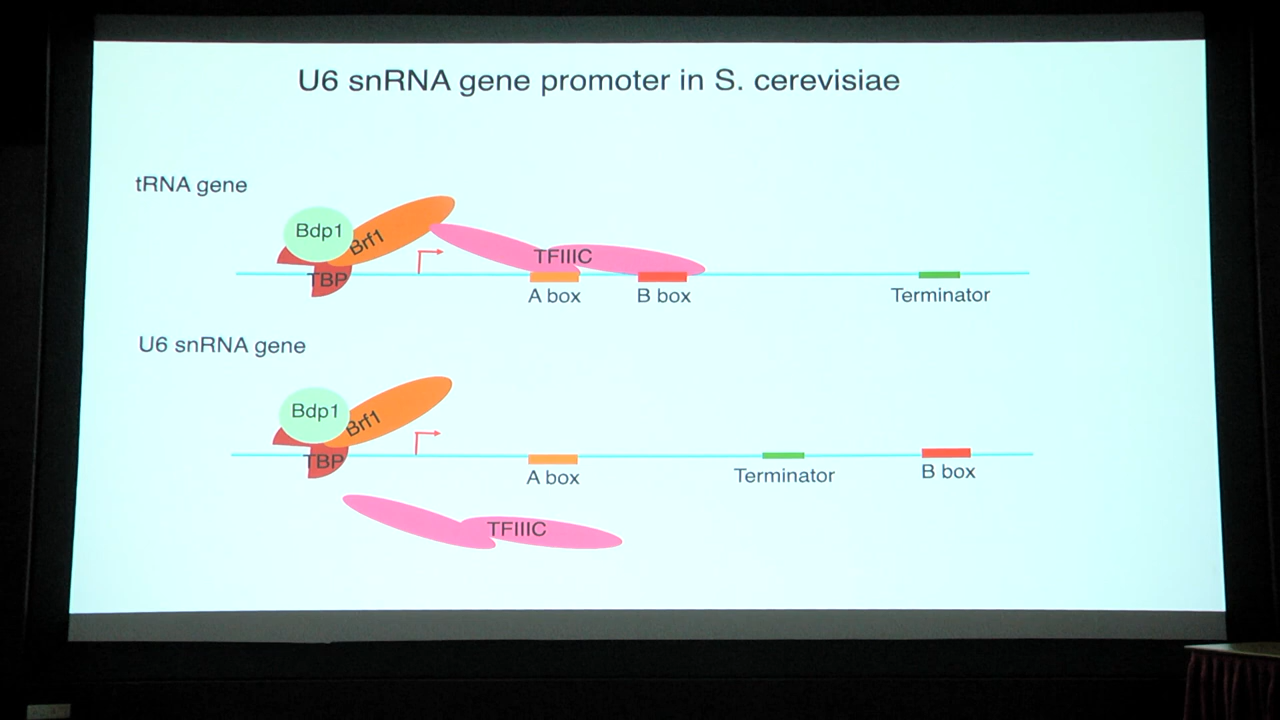 U6 snRNA gene promoter in S. cerevisiae
tRNA gene
Bdp1
Brf1
TBP
TFIIIC
A box
B box
Terminator
U6 snRNA gene
Bdp1
Brf1
TBP
A box
Terminator
B box
TFIIIC